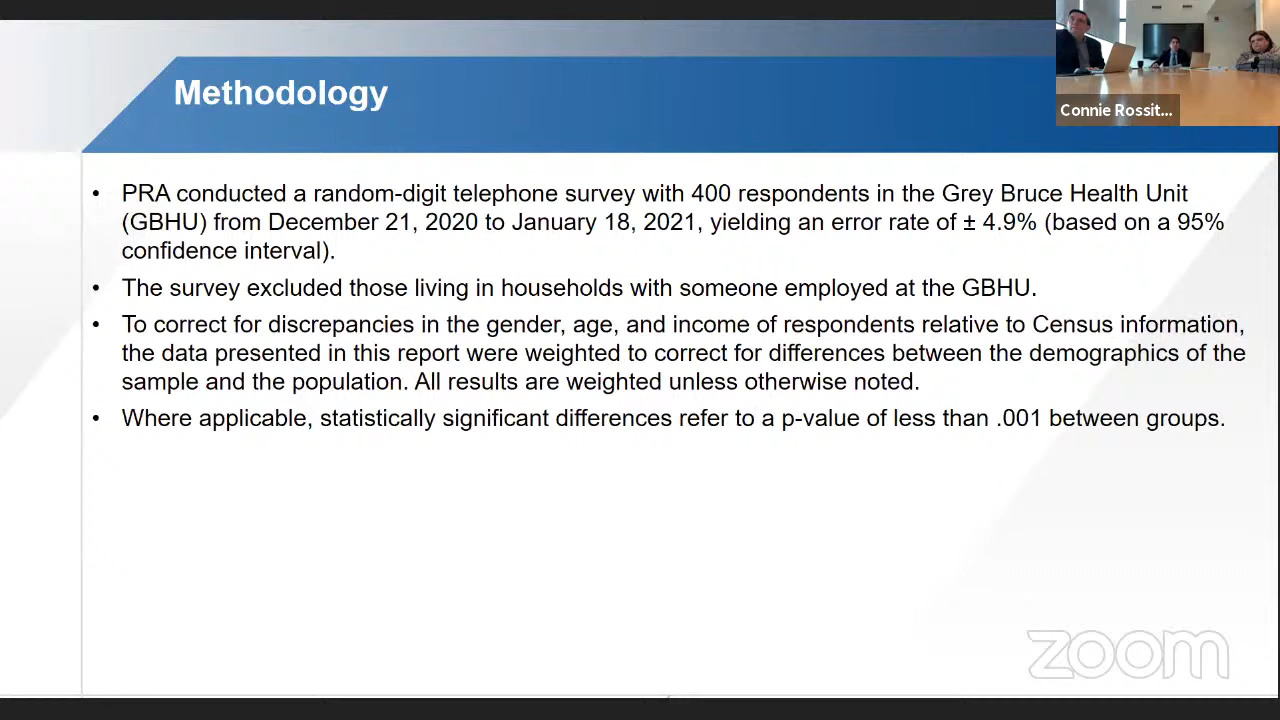 Methodology
Connie Rossit...
• PRA conducted a random-digit telephone survey with 400 respondents in the Grey Bruce Health Unit
(GBHU) from December 21, 2020 to January 18, 2021, yielding an error rate of ± 4.9% (based on a 95%
confidence interval).
• The survey excluded those living in households with someone employed at the GBHU.
• To correct for discrepancies in the gender, age, and income of respondents relative to Census information,
the data presented in this report were weighted to correct for differences between the demographics of the
sample and the population. All results are weighted unless otherwise noted.
• Where applicable, statistically significant differences refer to a p-value of less than .001 between groups.
zoom